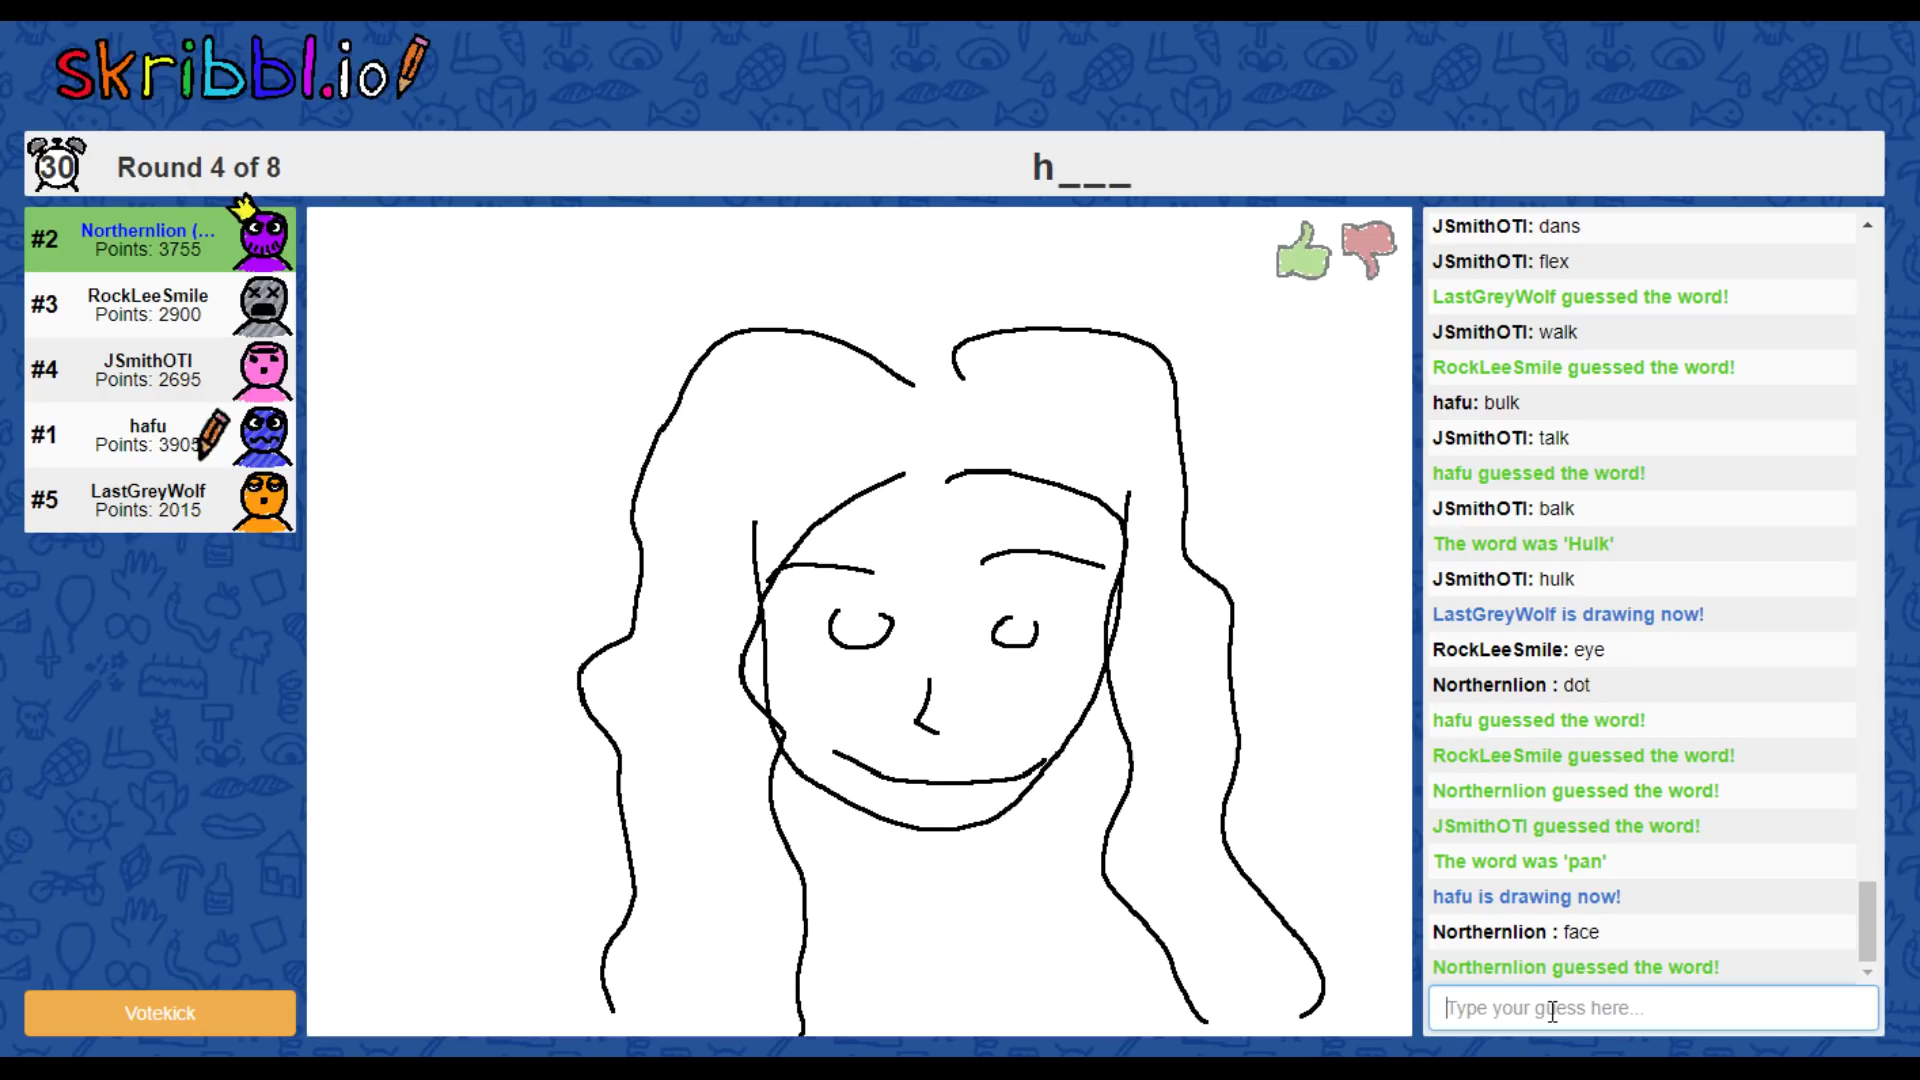 skribbl.io
30
Round 4 of 8
h___
#2
Northernlion (...
Points: 3755
#3
RockLeeSmile
Points: 2900
#4
JSmithOTI
Points: 2695
#1
hafu
Points: 3905
#5
LastGreyWolf
Points: 2015
Votekick
JSmithOTI: dans
JSmithOTI: flex
LastGreyWolf guessed the word!
JSmithOTI: walk
RockLeeSmile guessed the word!
hafu: bulk
JSmithOTI: talk
hafu guessed the word!
JSmithOTI: balk
The word was 'Hulk'
JSmithOTI: hulk
LastGreyWolf is drawing now!
RockLeeSmile: eye
Northernlion : dot
hafu guessed the word!
RockLeeSmile guessed the word!
Northernlion guessed the word!
JSmithOTI guessed the word!
The word was 'pan'
hafu is drawing now!
Northernlion : face
Northernlion guessed the word!
Type your guess here...